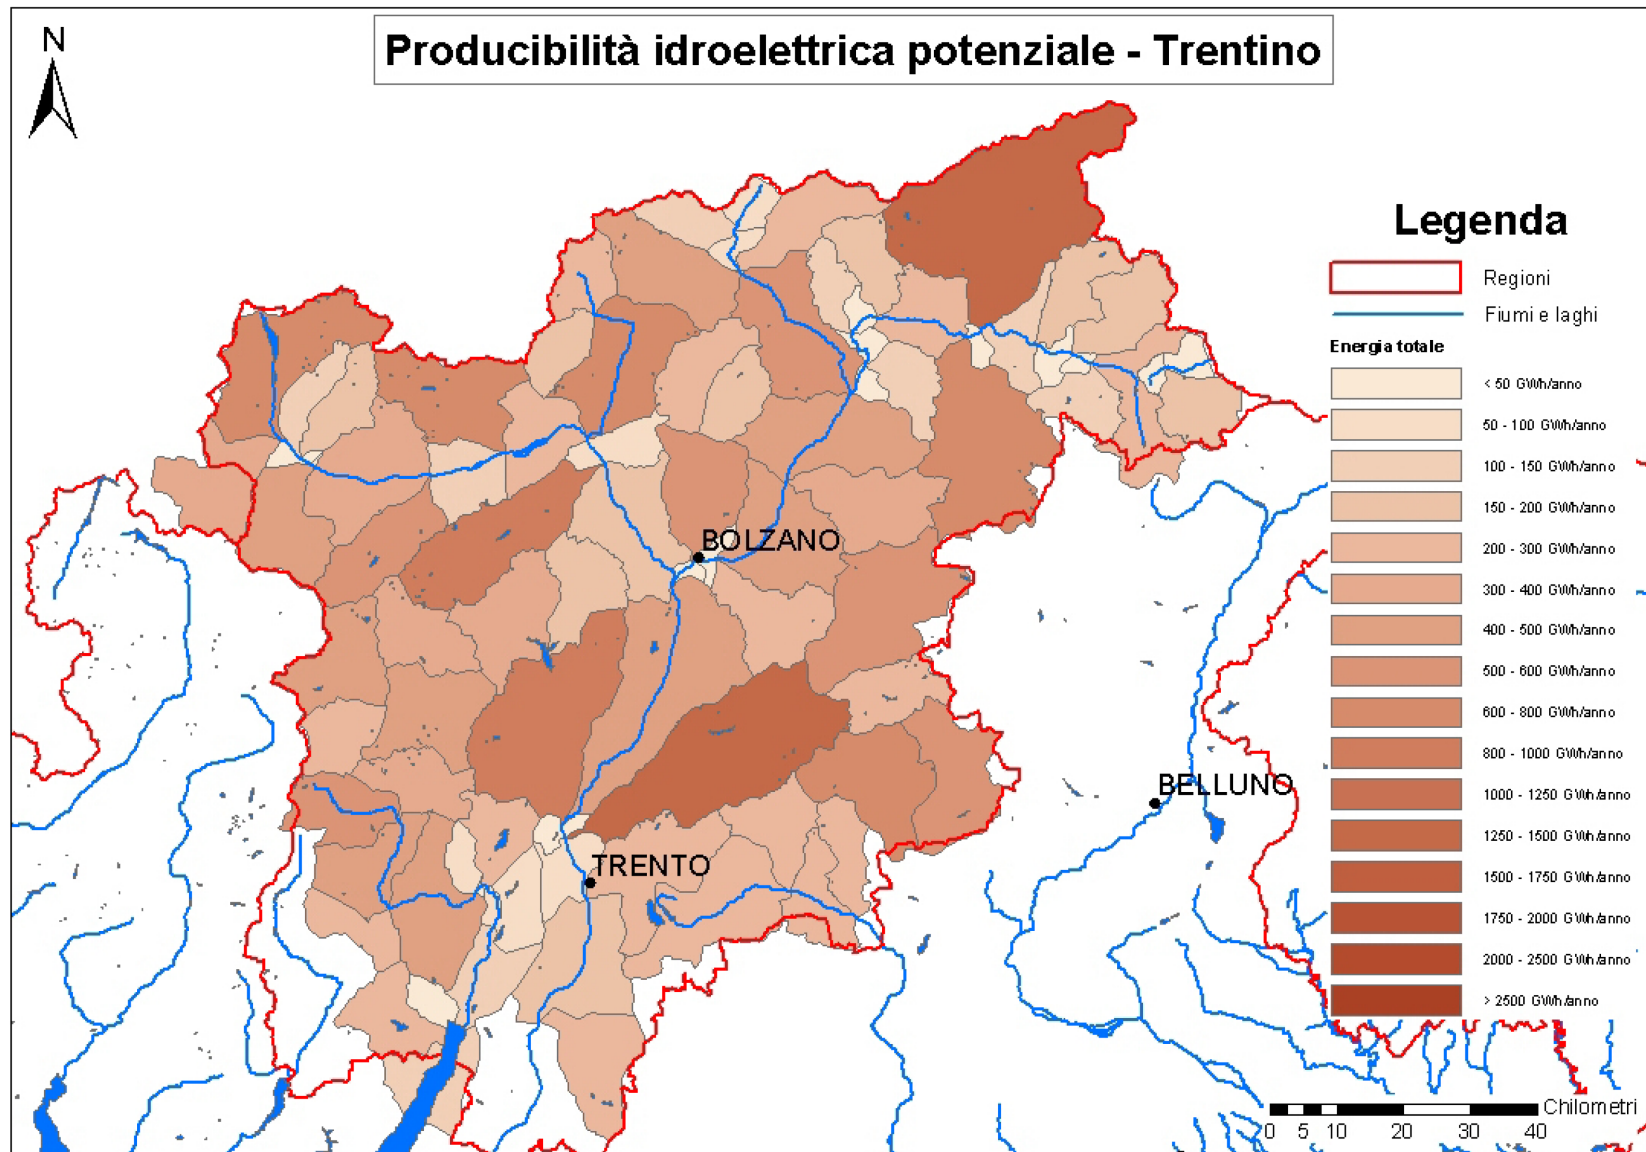 Producibilità idroelettrica potenziale - Trentino
N
Legenda
Regioni
Fiumi e laghi
Energia totale
< 50 GWh/anno
50 - 100 GWh/anno
100 - 150 GWh/anno
150 - 200 GWh/anno
200 - 300 GWh/anno
300 - 400 GWh/anno
400 - 500 GWh/anno
500 - 600 GWh/anno
600 - 800 GWh/anno
800 - 1000 GWh/anno
1000 - 1250 GWh/anno
1250 - 1500 GWh/anno
1500 - 1750 GWh/anno
1750 - 2000 GWh/anno
2000 - 2500 GWh/anno
> 2500 GWh/anno
BOLZANO
BELLUNO
TRENTO
Chilometri
0 5 10 20 30 40